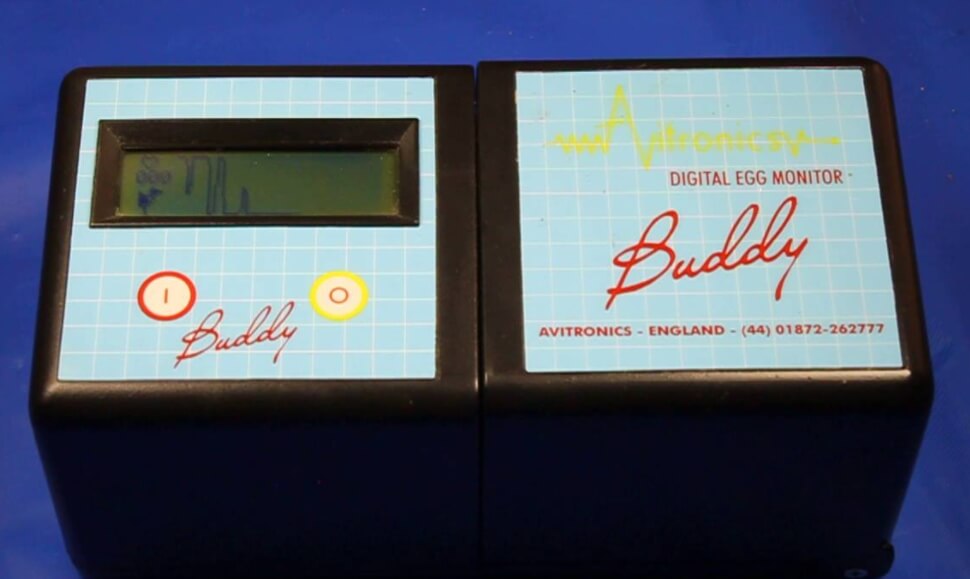 I
O
Buddy
Avitronics
DIGITAL EGG MONITOR
Buddy
AVITRONICS - ENGLAND - (44) 01872-262777